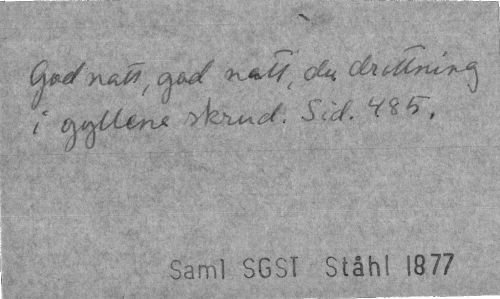 God natt, god natt, du drottning
i gyllene skrud. Sid. 485.
Saml SGST Ståhl 1877